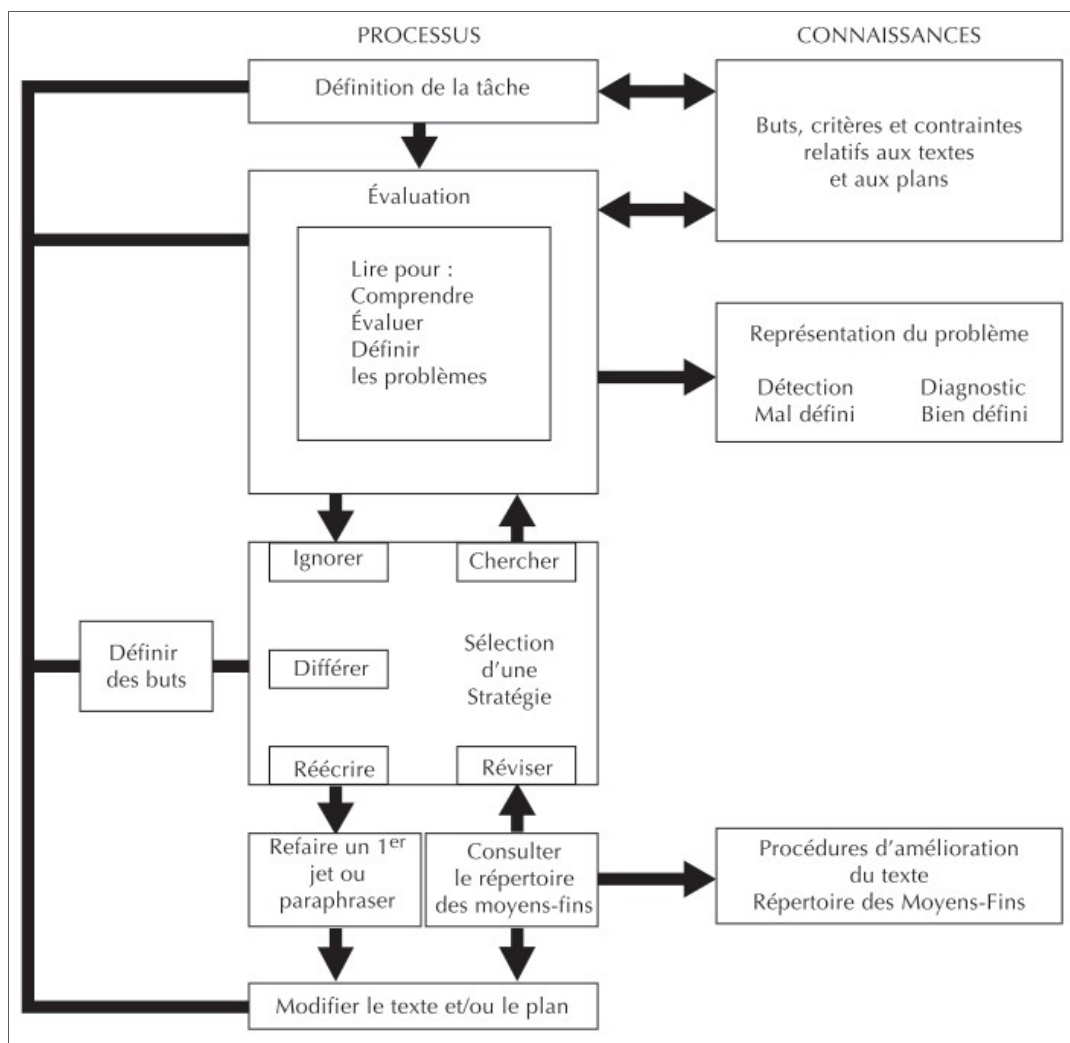 PROCESSUS
CONNAISSANCES
Définition de la tâche
Buts, critères et contraintes
relatifs aux textes
et aux plans
Évaluation
Lire pour :
Comprendre
Évaluer
Définir
les problèmes
Représentation du problème
Détection Diagnostic
Mal défini Bien défini
Ignorer
Chercher
Définir
des buts
Différer
Sélection
d'une
Stratégie
Réécrire
Réviser
Refaire un 1er
jet ou
paraphraser
Consulter
le répertoire
des moyens-fins
Procédures d'amélioration
du texte
Répertoire des Moyens-Fins
Modifier le texte et/ou le plan